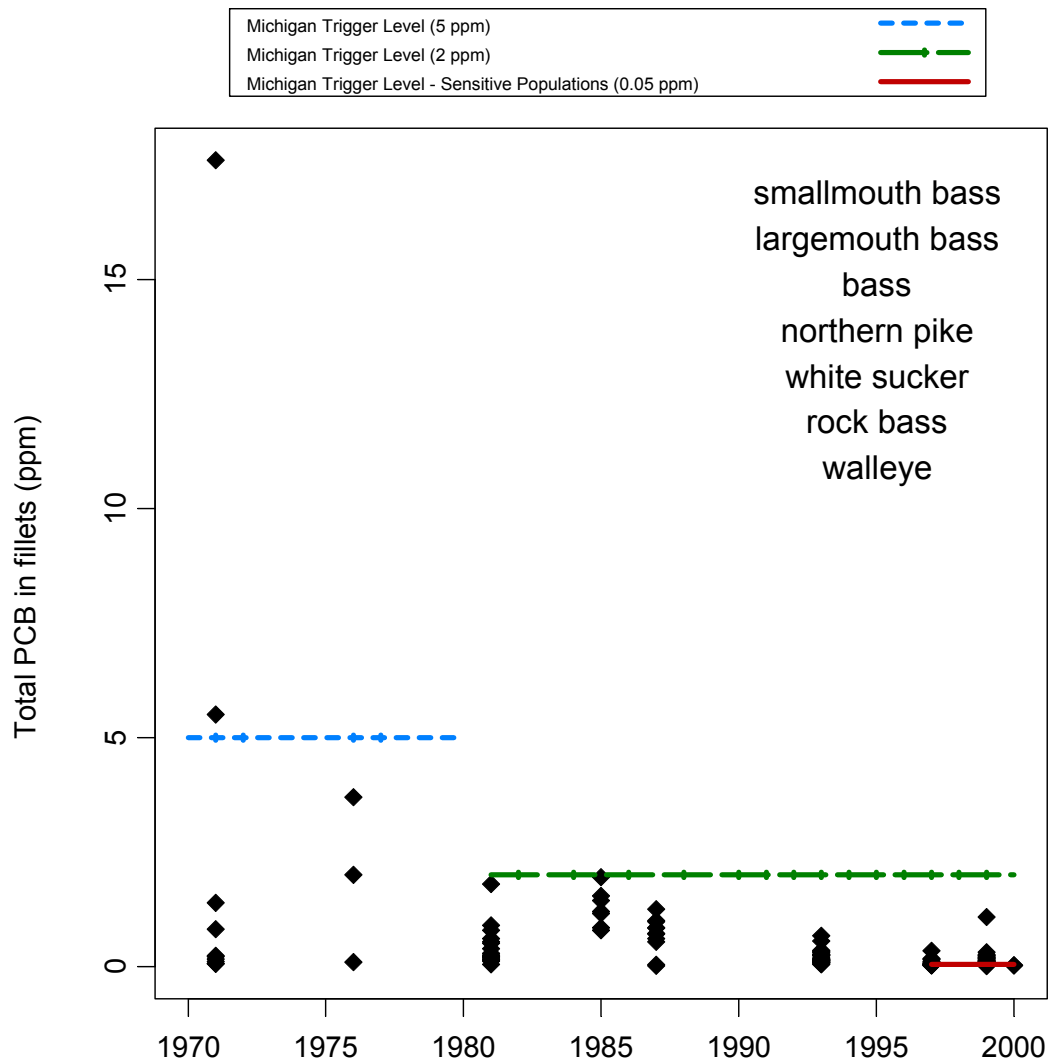 Michigan Trigger Level (5 ppm)
Michigan Trigger Level (2 ppm)
Michigan Trigger Level - Sensitive Populations (0.05 ppm)
smallmouth bass
largemouth bass
bass
northern pike
white sucker
rock bass
walleye
Total PCB in fillets (ppm)
15
10
5
0
1970 1975 1980 1985 1990 1995 2000